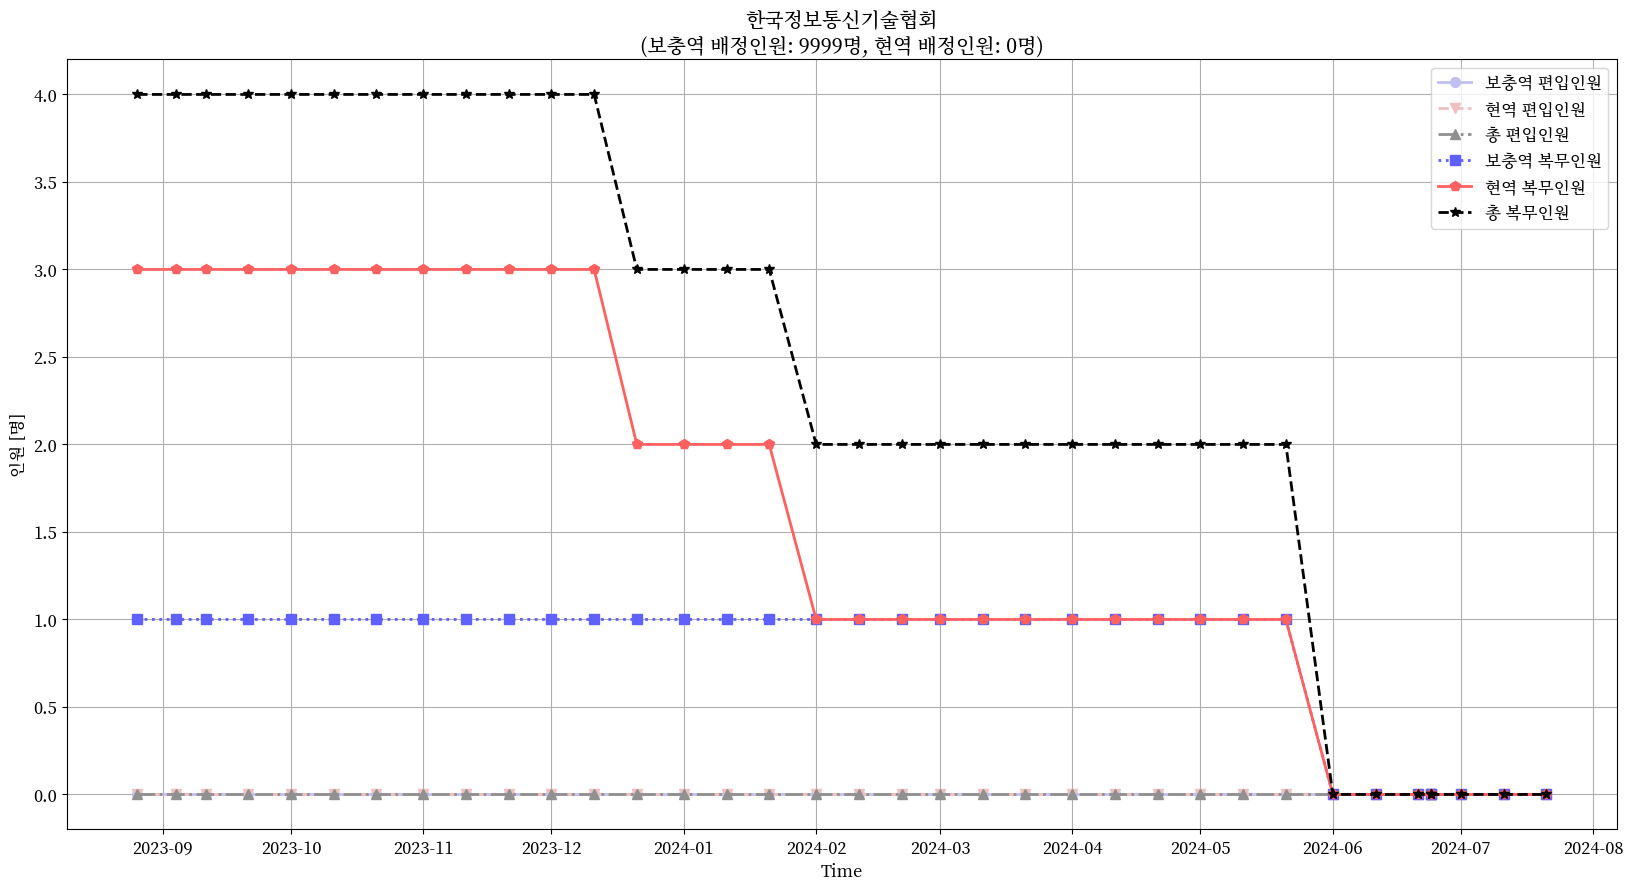 한국정보통신기술협회
(보충역 배정인원: 9999명, 현역 배정인원: 0명)
보충역 편입인원
현역 편입인원
총 편입인원
보충역 복무인원
현역 복무인원
총 복무인원
인원 [명]
4.0
3.5
3.0
2.5
2.0
1.5
1.0
0.5
0.0
2023-09 2023-10 2023-11 2023-12 2024-01 2024-02 2024-03 2024-04 2024-05 2024-06 2024-07 2024-08
Time